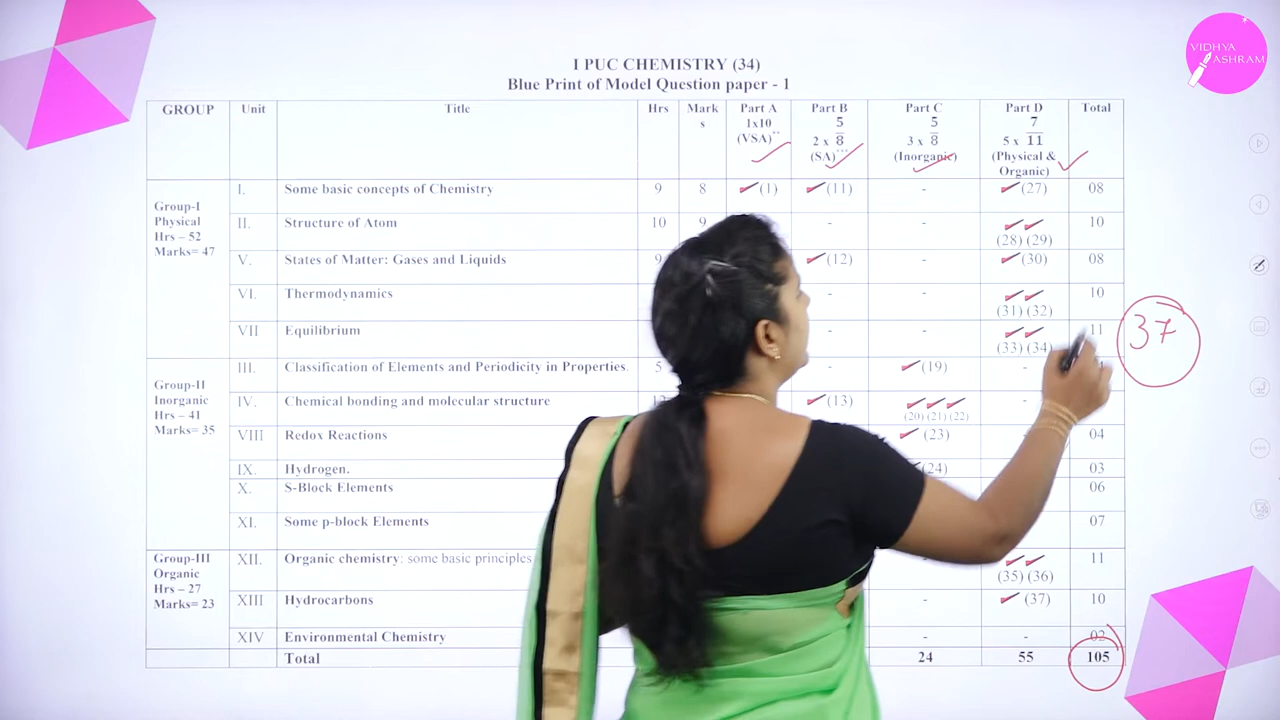 VIDHYA
ASHRAM
I PUC CHEMISTRY (34)
Blue Print of Model Question paper - 1
GROUP Unit Title Hrs Mark s Part A 1x10 (VSA)** Part B 2 x 5/8 (SA)*** Part C 3 x 5/8 (Inorganic) Part D 5 x 7/11 (Physical & Organic) Total
Group-I Physical Hrs – 52 Marks= 47
I. Some basic concepts of Chemistry 9 8 (1) (11) - (27) 08
II. Structure of Atom 10 9 - - (28) (29) 10
V. States of Matter: Gases and Liquids 9 (12) - (30) 08
VI. Thermodynamics - - (31) (32) 10
VII Equilibrium - - (33) (34) 11
37
Group-II Inorganic Hrs – 41 Marks= 35
III. Classification of Elements and Periodicity in Properties. 5 (19) -
IV. Chemical bonding and molecular structure 12 (13) (20) (21) (22) -
VIII Redox Reactions (23) 04
IX. Hydrogen. (24) 03
X. S-Block Elements 06
XI. Some p-block Elements 07
Group-III Organic Hrs – 27 Marks= 23
XII. Organic chemistry: some basic principles (35) (36) 11
XIII Hydrocarbons - (37) 10
XIV Environmental Chemistry - - 02
Total 24 55 105